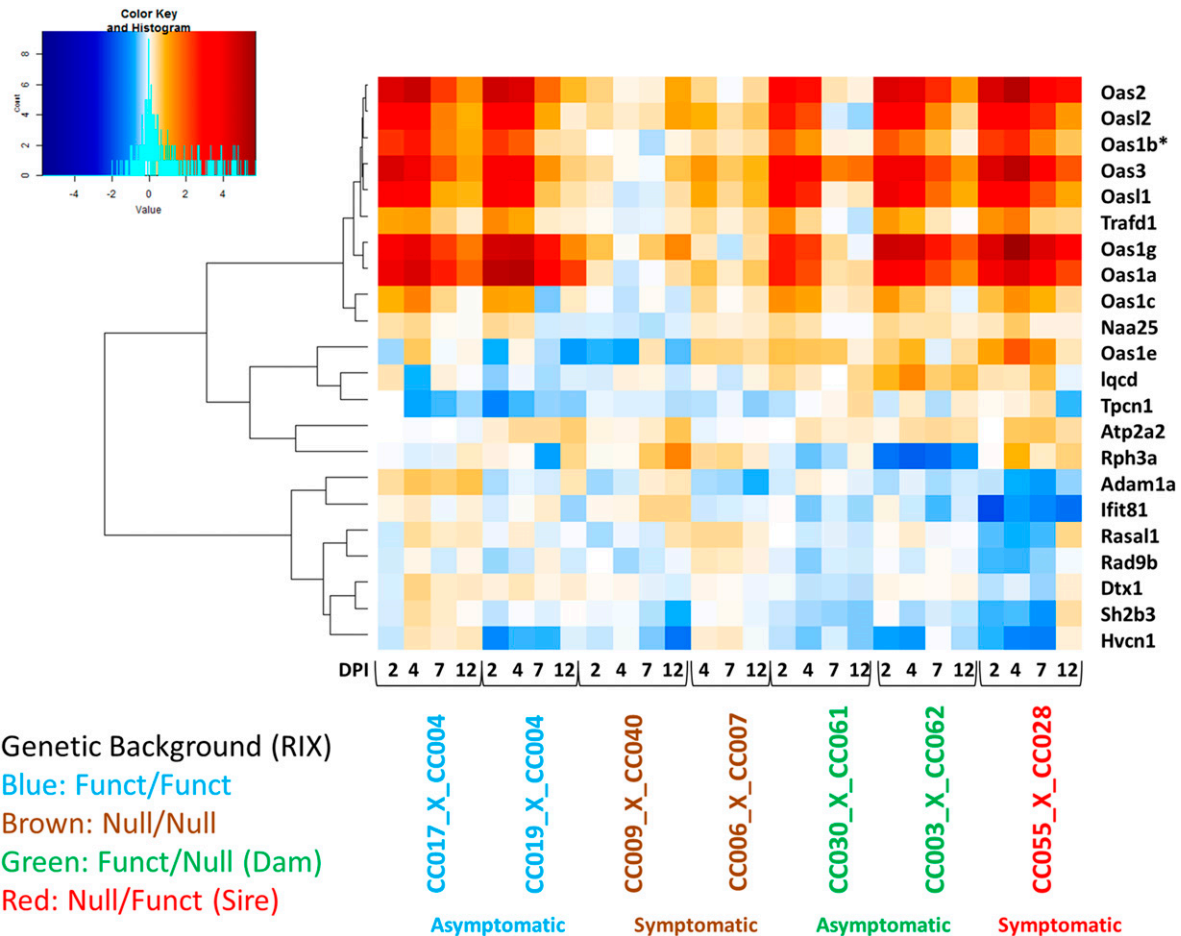 Color Key
and Histogram
Count
0 2 4 6 8
-4 -2 0 2 4
Value
Oas2
Oasl2
Oas1b*
Oas3
Oasl1
Trafd1
Oas1g
Oas1a
Oas1c
Naa25
Oas1e
Iqcd
Tpcn1
Atp2a2
Rph3a
Adam1a
Ifit81
Rasal1
Rad9b
Dtx1
Sh2b3
Hvcn1
DPI 2 4 7 12 2 4 7 12 2 4 7 12 4 7 12 2 4 7 12 2 4 7 12 2 4 7 12
CC017_X_CC004
CC019_X_CC004
CC009_X_CC040
CC006_X_CC007
CC030_X_CC061
CC003_X_CC062
CC055_X_CC028
Genetic Background (RIX)
Blue: Funct/Funct
Brown: Null/Null
Green: Funct/Null (Dam)
Red: Null/Funct (Sire)
Asymptomatic Symptomatic Asymptomatic Symptomatic